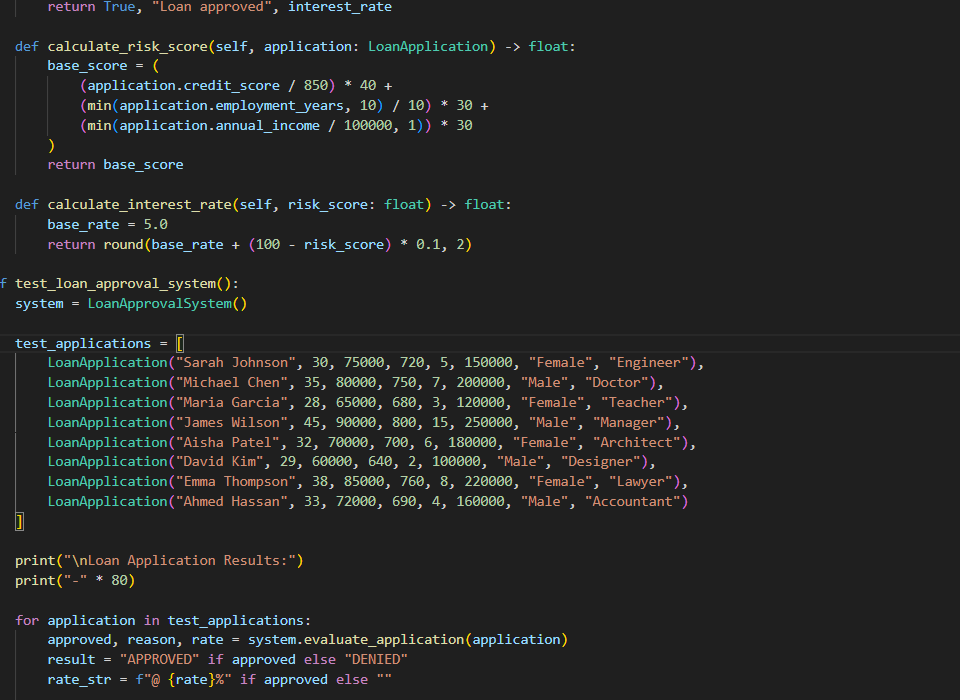 return True, "Loan approved", interest_rate

    def calculate_risk_score(self, application: LoanApplication) -> float:
        base_score = (
            (application.credit_score / 850) * 40 +
            (min(application.employment_years, 10) / 10) * 30 +
            (min(application.annual_income / 100000, 1)) * 30
        )
        return base_score

    def calculate_interest_rate(self, risk_score: float) -> float:
        base_rate = 5.0
        return round(base_rate + (100 - risk_score) * 0.1, 2)

f test_loan_approval_system():
    system = LoanApprovalSystem()

    test_applications = [
        LoanApplication("Sarah Johnson", 30, 75000, 720, 5, 150000, "Female", "Engineer"),
        LoanApplication("Michael Chen", 35, 80000, 750, 7, 200000, "Male", "Doctor"),
        LoanApplication("Maria Garcia", 28, 65000, 680, 3, 120000, "Female", "Teacher"),
        LoanApplication("James Wilson", 45, 90000, 800, 15, 250000, "Male", "Manager"),
        LoanApplication("Aisha Patel", 32, 70000, 700, 6, 180000, "Female", "Architect"),
        LoanApplication("David Kim", 29, 60000, 640, 2, 100000, "Male", "Designer"),
        LoanApplication("Emma Thompson", 38, 85000, 760, 8, 220000, "Female", "Lawyer"),
        LoanApplication("Ahmed Hassan", 33, 72000, 690, 4, 160000, "Male", "Accountant")
    ]

    print("\nLoan Application Results:")
    print("-" * 80)

    for application in test_applications:
        approved, reason, rate = system.evaluate_application(application)
        result = "APPROVED" if approved else "DENIED"
        rate_str = f"@ {rate}%" if approved else ""